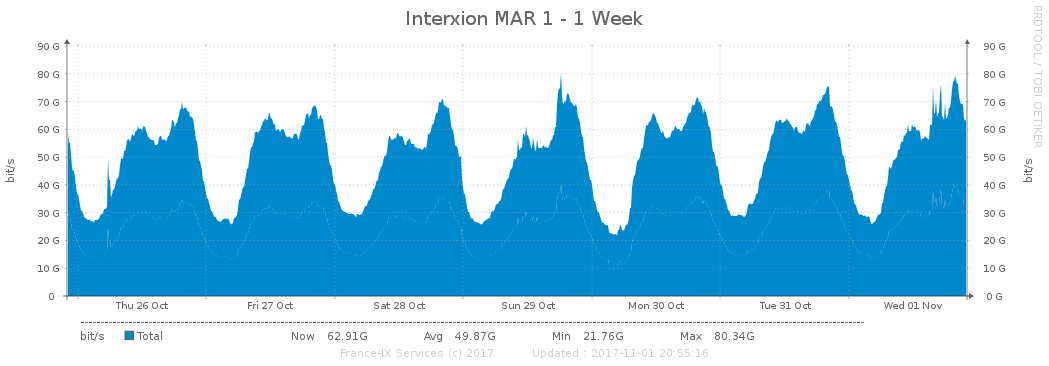 Interxion MAR 1 - 1 Week
RRDTOOL / TOBI OETIKER
90 G 90 G
80 G 80 G
70 G 70 G
60 G 60 G
50 G 50 G
40 G 40 G
30 G 30 G
20 G 20 G
10 G 10 G
0 0 G
bit/s bit/s
Thu 26 Oct Fri 27 Oct Sat 28 Oct Sun 29 Oct Mon 30 Oct Tue 31 Oct Wed 01 Nov
bit/s Total Now 62.91G Avg 49.87G Min 21.76G Max 80.34G
France-IX Services (c) 2017 Updated : 2017-11-01 20:55:16